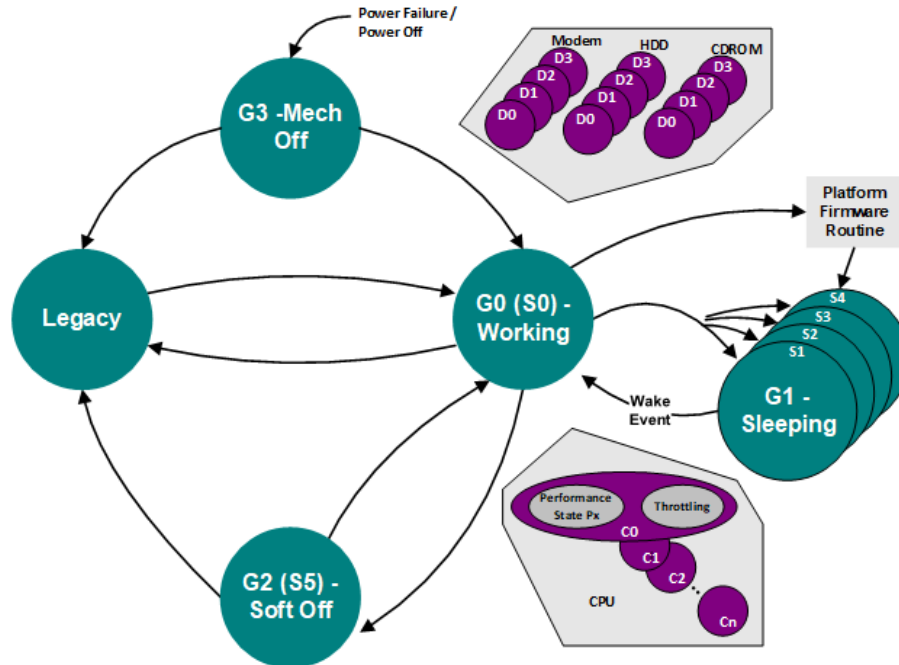 Power Failure /
Power Off
G3 -Mech
Off
Modem
HDD
CDROM
D3
D2
D1
D0
D3
D2
D1
D0
D3
D2
D1
D0
Platform
Firmware
Routine
Legacy
G0 (S0) -
Working
S4
S3
S2
S1
G1 -
Sleeping
Wake
Event
Performance
State Px
Throttling
C0
C1
C2
Cn
CPU
G2 (S5) -
Soft Off